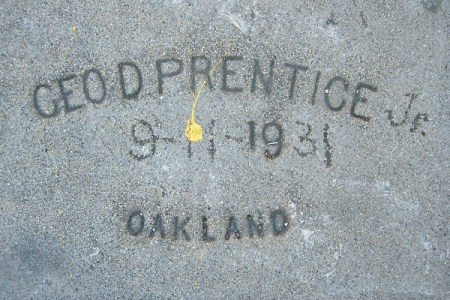 GEO D PRENTICE Jr.
9-11-1931
OAKLAND